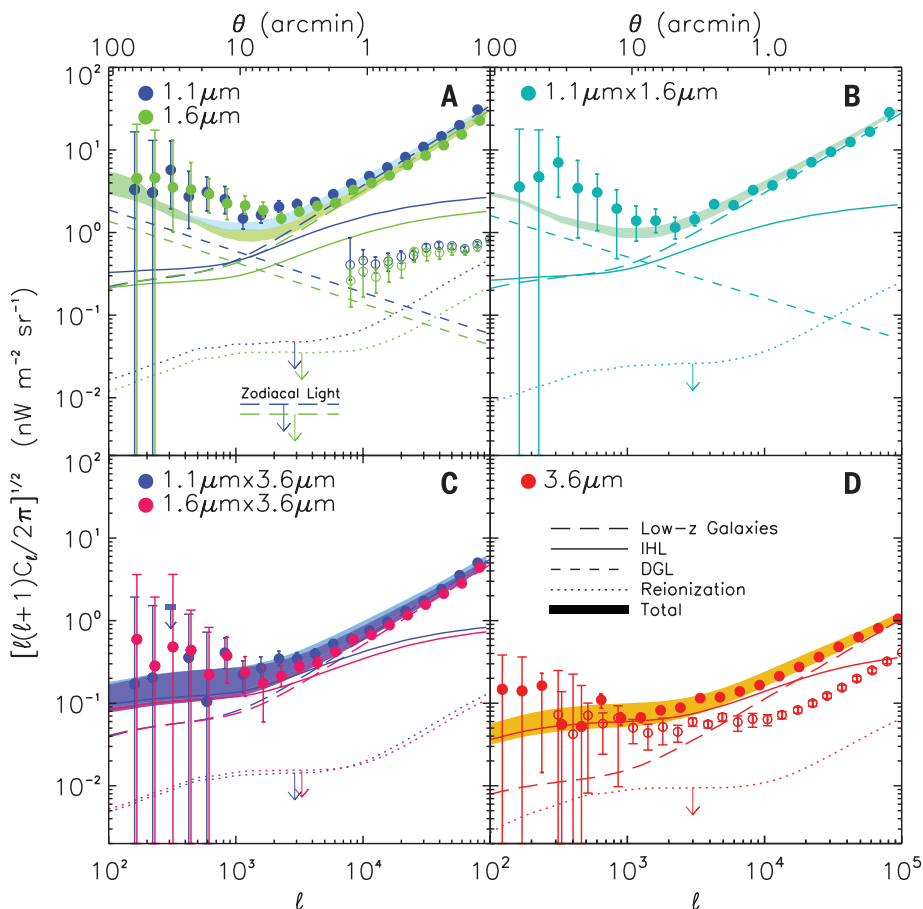 θ (arcmin)
θ (arcmin)
100
10
1
100
10
1.0
10²
10¹
10⁰
10⁻¹
10⁻²
1.1μm
1.6μm
A
Zodiacal Light
1.1μmx1.6μm
B
[ℓ(ℓ+1)Cℓ/2π]^1/2 (nW m⁻² sr⁻¹)
10²
10¹
10⁰
10⁻¹
10⁻²
1.1μmx3.6μm
1.6μmx3.6μm
C
3.6μm
D
Low-z Galaxies
IHL
DGL
Reionization
Total
10²
10³
10⁴
10²
10³
10⁴
10⁵
ℓ
ℓ